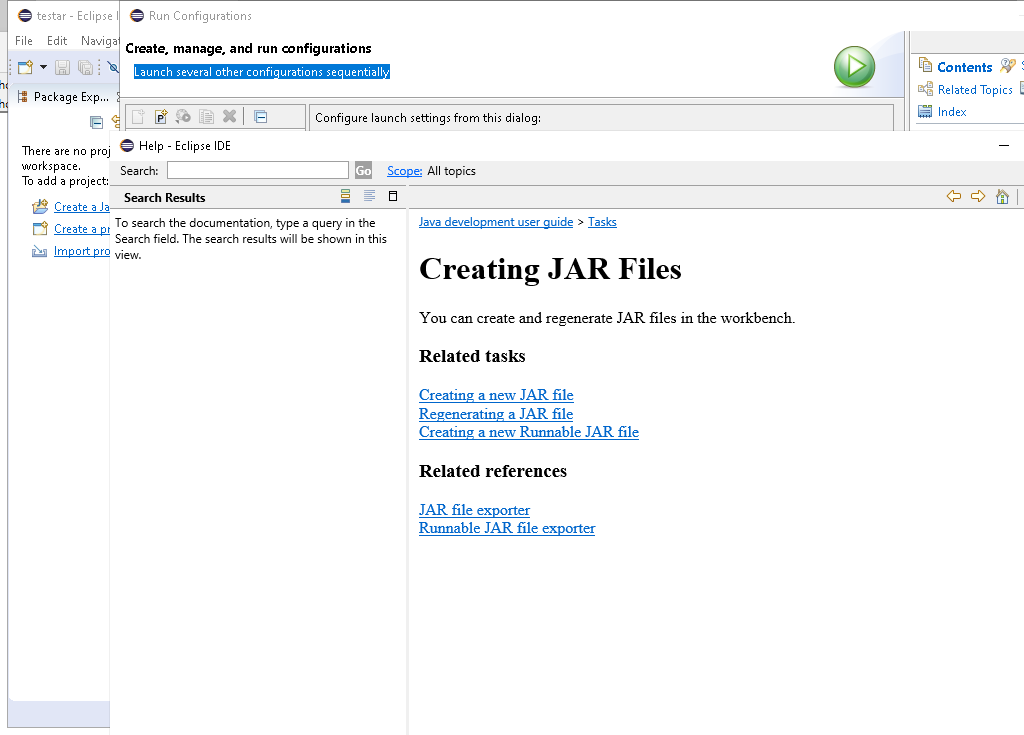 testar - Eclipse I
Run Configurations
File Edit Navigat
Create, manage, and run configurations
Launch several other configurations sequentially
Contents
Related Topics
Index
Package Exp...
Configure launch settings from this dialog:
There are no proj
workspace.
To add a project:
Create a Ja
Create a pr
Import pro
Help - Eclipse IDE
Search: Go Scope: All topics
Search Results
To search the documentation, type a query in the
Search field. The search results will be shown in this
view.
Java development user guide > Tasks
Creating JAR Files
You can create and regenerate JAR files in the workbench.
Related tasks
Creating a new JAR file
Regenerating a JAR file
Creating a new Runnable JAR file
Related references
JAR file exporter
Runnable JAR file exporter